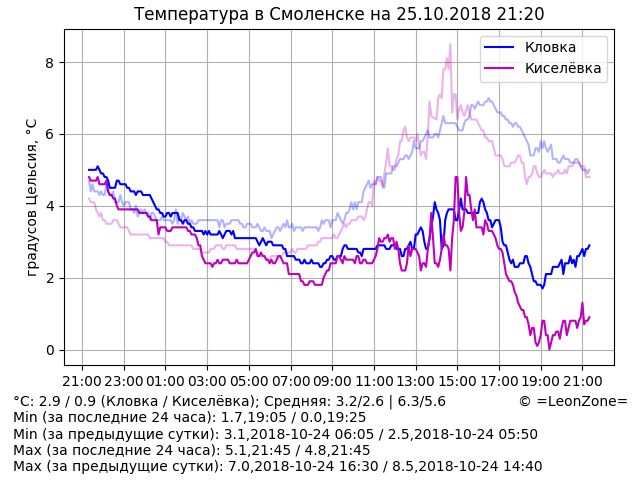 Температура в Смоленске на 25.10.2018 21:20
Кловка
Киселёвка
градусов Цельсия, °C
8
6
4
2
0
21:00 23:00 01:00 03:00 05:00 07:00 09:00 11:00 13:00 15:00 17:00 19:00 21:00
°C: 2.9 / 0.9 (Кловка / Киселёвка); Средняя: 3.2/2.6 | 6.3/5.6 © =LeonZone=
Min (за последние 24 часа): 1.7,19:05 / 0.0,19:25
Min (за предыдущие сутки): 3.1,2018-10-24 06:05 / 2.5,2018-10-24 05:50
Max (за последние 24 часа): 5.1,21:45 / 4.8,21:45
Max (за предыдущие сутки): 7.0,2018-10-24 16:30 / 8.5,2018-10-24 14:40